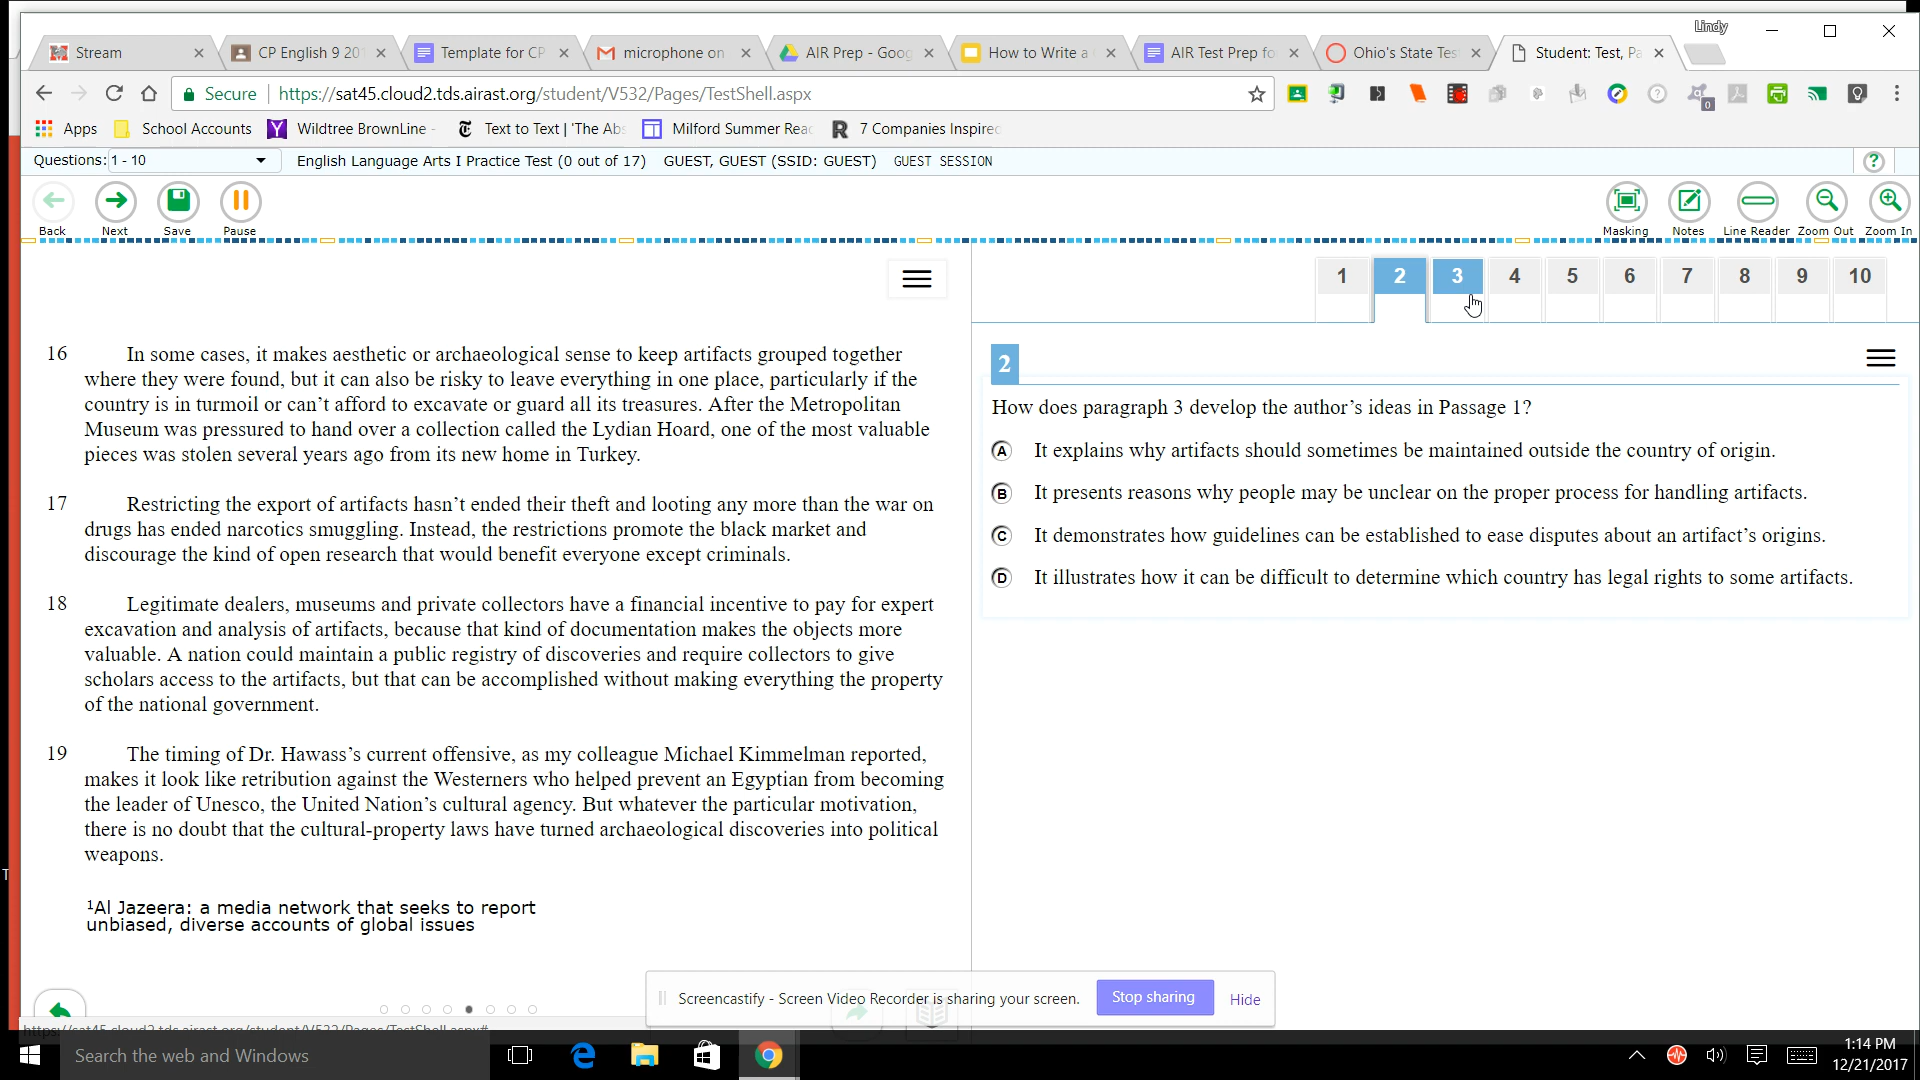 Lindy
Stream
CP English 9 20
Template for CP
microphone on
AIR Prep - Goog
How to Write a
AIR Test Prep fo
Ohio's State Tes
Student: Test, Pa
Secure
https://sat45.cloud2.tds.airast.org/student/V532/Pages/TestShell.aspx
0
Apps
School Accounts
Wildtree BrownLine -
Text to Text | 'The Abs
Milford Summer Read
7 Companies Inspired
Questions: 1 - 10
English Language Arts I Practice Test (0 out of 17)
GUEST, GUEST (SSID: GUEST)
GUEST SESSION
?
Back
Next
Save
Pause
Masking
Notes
Line Reader
Zoom Out
Zoom In
1 2 3 4 5 6 7 8 9 10
16 In some cases, it makes aesthetic or archaeological sense to keep artifacts grouped together
where they were found, but it can also be risky to leave everything in one place, particularly if the
country is in turmoil or can’t afford to excavate or guard all its treasures. After the Metropolitan
Museum was pressured to hand over a collection called the Lydian Hoard, one of the most valuable
pieces was stolen several years ago from its new home in Turkey.
17 Restricting the export of artifacts hasn’t ended their theft and looting any more than the war on
drugs has ended narcotics smuggling. Instead, the restrictions promote the black market and
discourage the kind of open research that would benefit everyone except criminals.
18 Legitimate dealers, museums and private collectors have a financial incentive to pay for expert
excavation and analysis of artifacts, because that kind of documentation makes the objects more
valuable. A nation could maintain a public registry of discoveries and require collectors to give
scholars access to the artifacts, but that can be accomplished without making everything the property
of the national government.
19 The timing of Dr. Hawass’s current offensive, as my colleague Michael Kimmelman reported,
makes it look like retribution against the Westerners who helped prevent an Egyptian from becoming
the leader of Unesco, the United Nation’s cultural agency. But whatever the particular motivation,
there is no doubt that the cultural-property laws have turned archaeological discoveries into political
weapons.
¹Al Jazeera: a media network that seeks to report
unbiased, diverse accounts of global issues
2
How does paragraph 3 develop the author’s ideas in Passage 1?
A It explains why artifacts should sometimes be maintained outside the country of origin.
B It presents reasons why people may be unclear on the proper process for handling artifacts.
C It demonstrates how guidelines can be established to ease disputes about an artifact’s origins.
D It illustrates how it can be difficult to determine which country has legal rights to some artifacts.
Screencastify - Screen Video Recorder is sharing your screen.
Stop sharing
Hide
Search the web and Windows
1:14 PM
12/21/2017